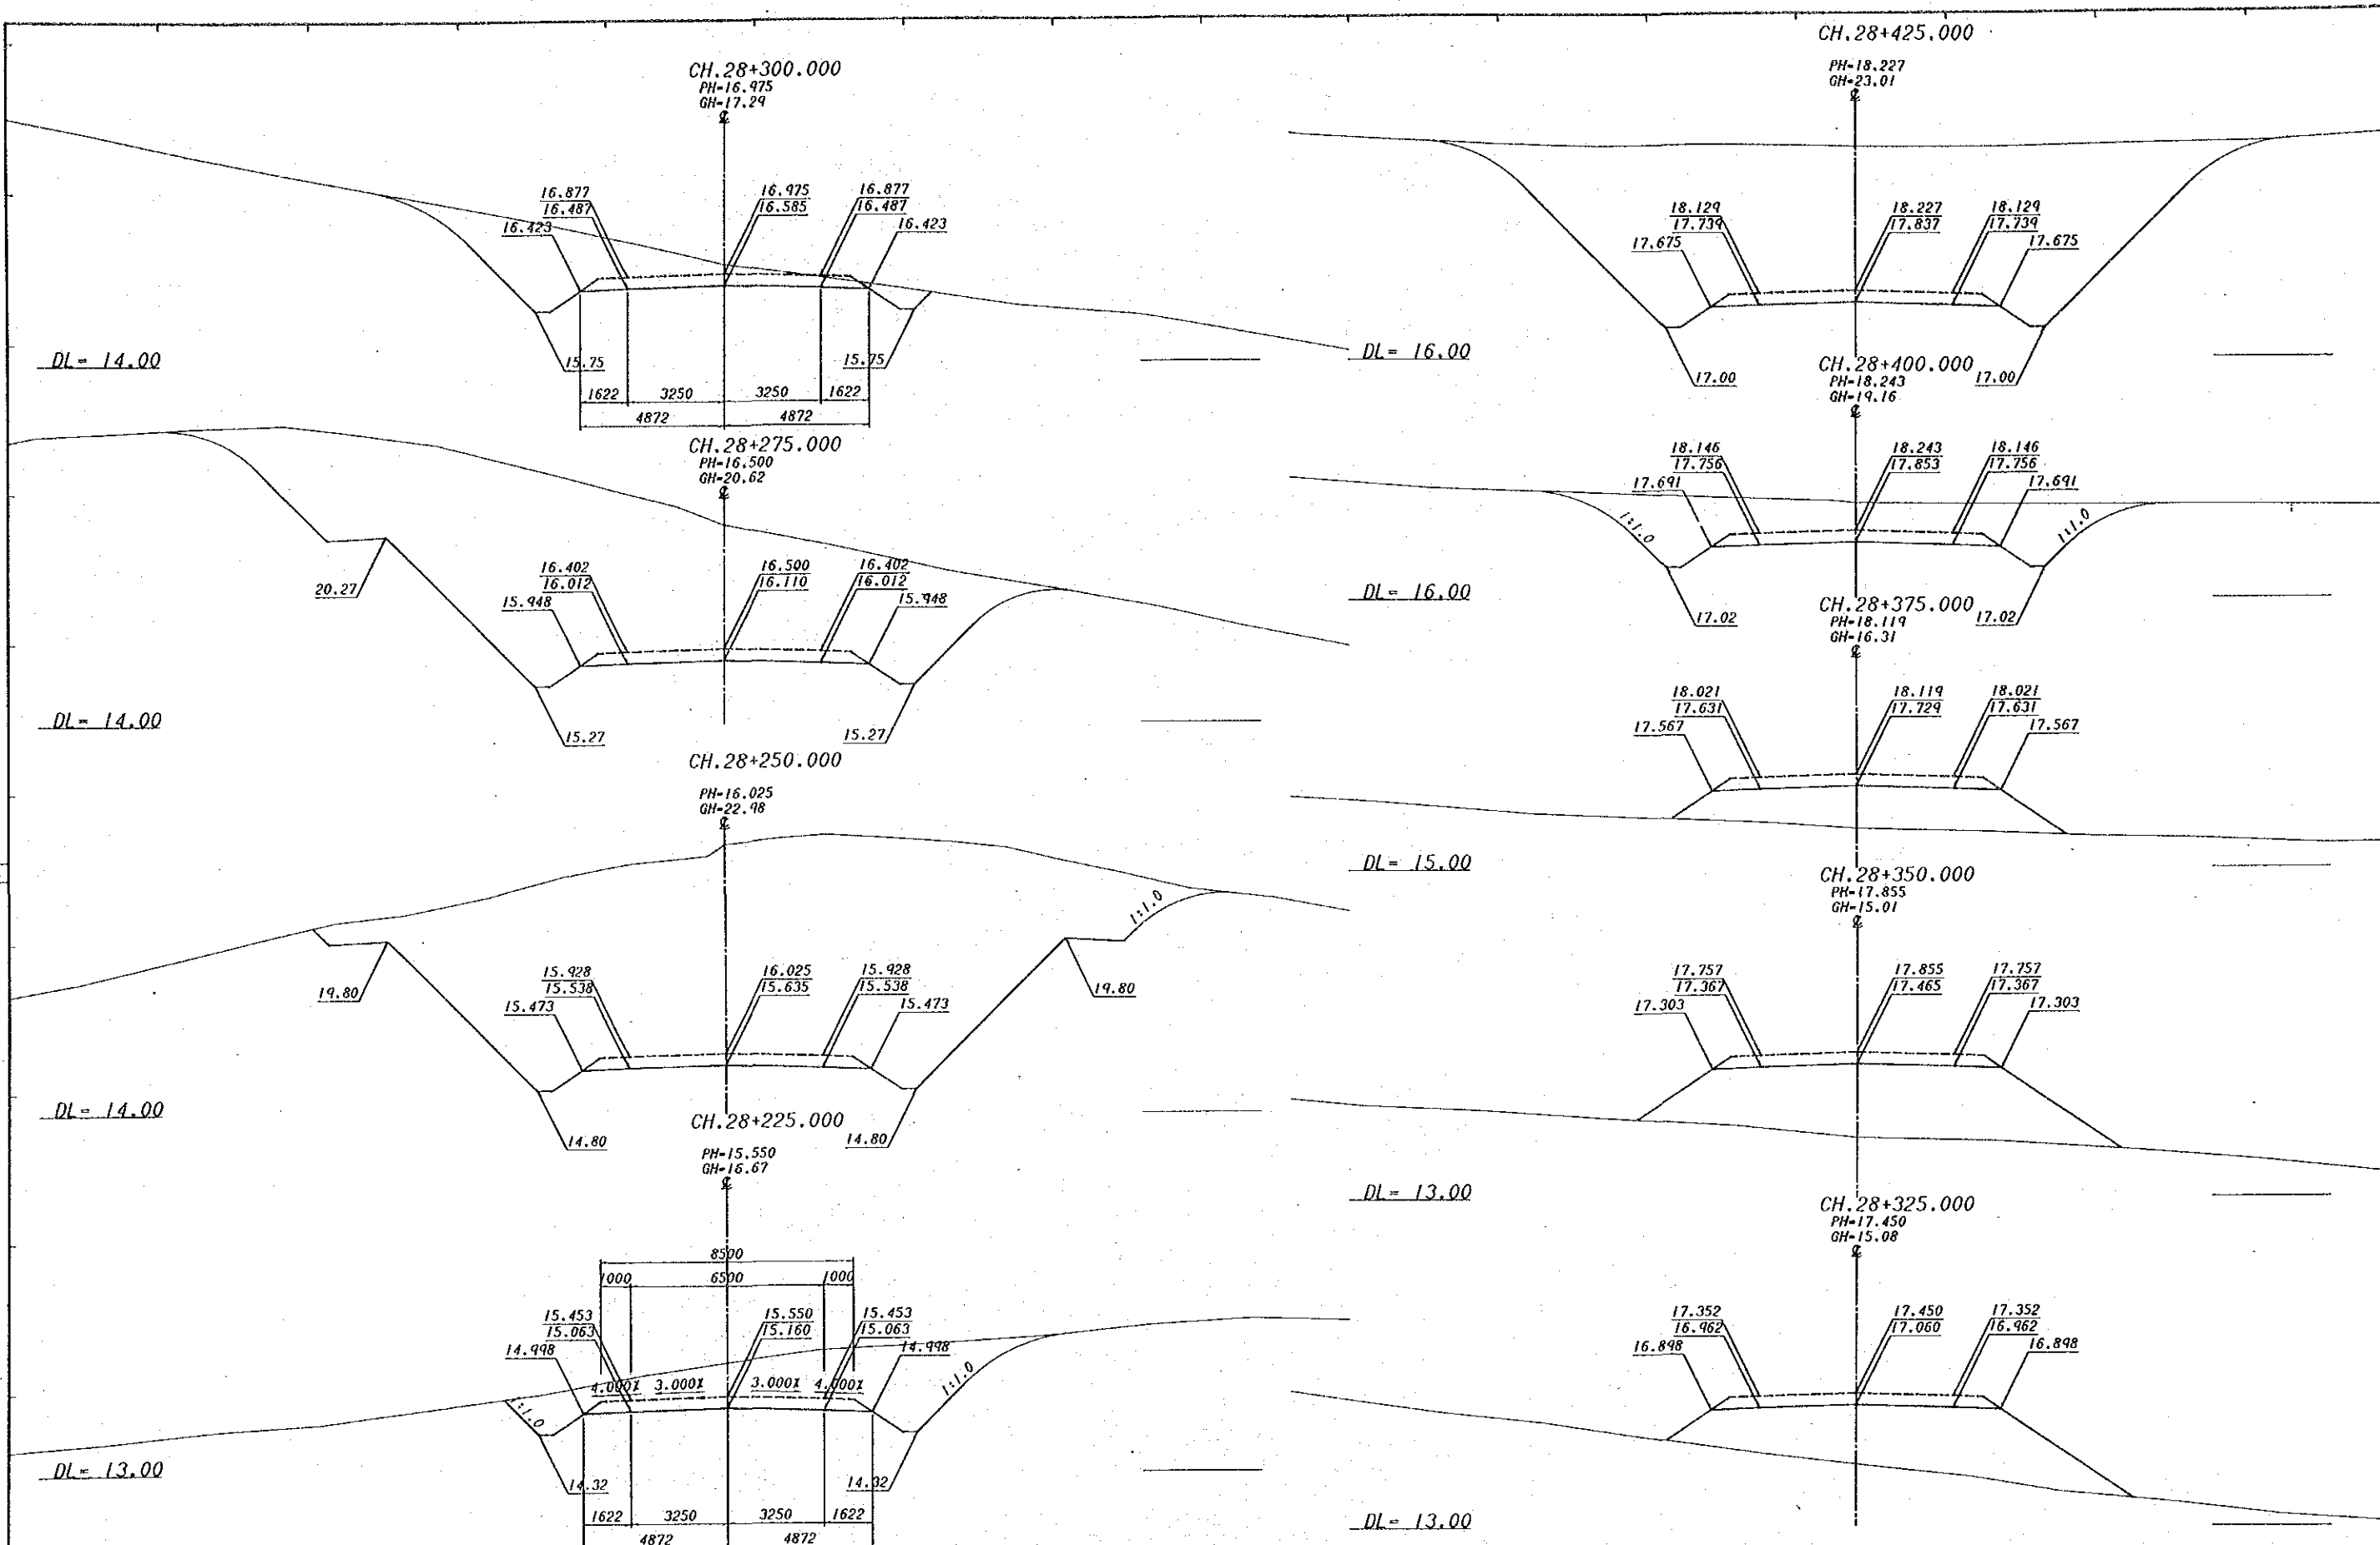 CH.28+300.000
PH=16.975
GH=17.29
16.877
16.487
16.423
16.975
16.585
16.877
16.487
16.423
DL= 14.00
15.75
15.75
1622 3250 3250 1622
4872 4872
CH.28+275.000
PH=16.500
GH=20.62
20.27
16.402
16.012
15.948
16.500
16.110
16.402
16.012
15.948
DL= 14.00
15.27
15.27
CH.28+250.000
PH=16.025
GH=22.98
1:1.0
19.80
15.928
15.538
15.473
16.025
15.635
15.928
15.538
15.473
19.80
DL= 14.00
14.80
14.80
CH.28+225.000
PH=15.550
GH=16.67
8500
1000 6500 1000
15.453
15.063
14.998
15.550
15.160
15.453
15.063
14.998
4.000% 3.000% 3.000% 4.000%
1:1.0
1:1.0
DL= 13.00
14.32
14.32
1622 3250 3250 1622
4872 4872
CH.28+425.000
PH=18.227
GH=23.01
18.129
17.739
17.675
18.227
17.837
18.129
17.739
17.675
DL= 16.00
17.00
17.00
CH.28+400.000
PH=18.243
GH=19.16
18.146
17.756
17.691
18.243
17.853
18.146
17.756
17.691
1:1.0
1:1.0
DL= 16.00
17.02
17.02
CH.28+375.000
PH=18.119
GH=16.31
18.021
17.631
17.567
18.119
17.729
18.021
17.631
17.567
DL= 15.00
CH.28+350.000
PH=17.855
GH=15.01
17.757
17.367
17.303
17.855
17.465
17.757
17.367
17.303
DL= 13.00
CH.28+325.000
PH=17.450
GH=15.08
17.352
16.962
16.898
17.450
17.060
17.352
16.962
16.898
DL= 13.00